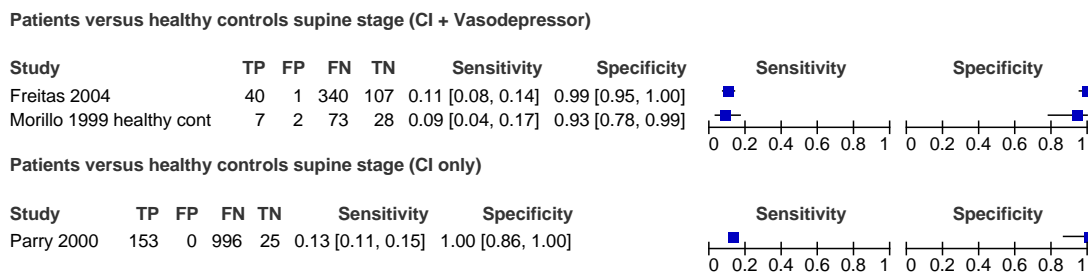 Patients versus healthy controls supine stage (CI + Vasodepressor)
Study TP FP FN TN Sensitivity Specificity Sensitivity Specificity
Freitas 2004 40 1 340 107 0.11 [0.08, 0.14] 0.99 [0.95, 1.00]
Morillo 1999 healthy cont 7 2 73 28 0.09 [0.04, 0.17] 0.93 [0.78, 0.99]
0 0.2 0.4 0.6 0.8 1 0 0.2 0.4 0.6 0.8 1
Patients versus healthy controls supine stage (CI only)
Study TP FP FN TN Sensitivity Specificity Sensitivity Specificity
Parry 2000 153 0 996 25 0.13 [0.11, 0.15] 1.00 [0.86, 1.00]
0 0.2 0.4 0.6 0.8 1 0 0.2 0.4 0.6 0.8 1